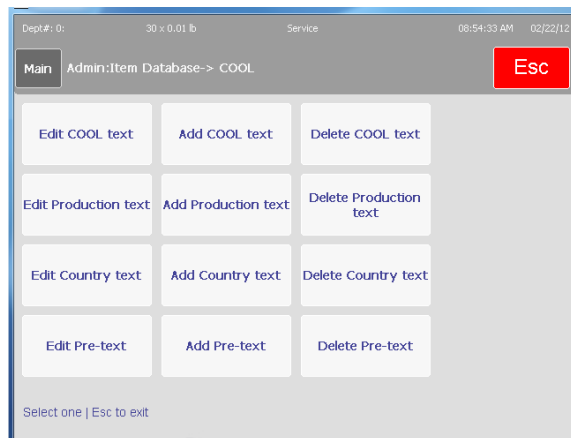 Dept#: 0: 30 x 0.01 lb Service 08:54:33 AM 02/22/12
Main Admin:Item Database-> COOL Esc
Edit COOL text Add COOL text Delete COOL text
Edit Production text Add Production text Delete Production
text
Edit Country text Add Country text Delete Country text
Edit Pre-text Add Pre-text Delete Pre-text
Select one | Esc to exit